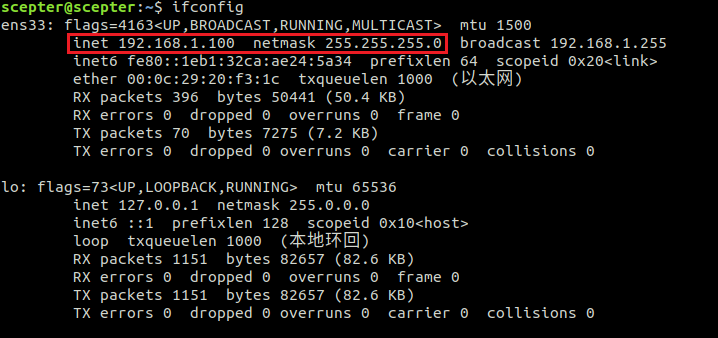 scepter@scepter:~$ ifconfig
ens33: flags=4163<UP,BROADCAST,RUNNING,MULTICAST>  mtu 1500
inet 192.168.1.100  netmask 255.255.255.0  broadcast 192.168.1.255
inet6 fe80::1eb1:32ca:ae24:5a34  prefixlen 64  scopeid 0x20<link>
ether 00:0c:29:20:f3:1c  txqueuelen 1000  (以太网)
RX packets 396  bytes 50441 (50.4 KB)
RX errors 0  dropped 0  overruns 0  frame 0
TX packets 70  bytes 7275 (7.2 KB)
TX errors 0  dropped 0 overruns 0  carrier 0  collisions 0
lo: flags=73<UP,LOOPBACK,RUNNING>  mtu 65536
inet 127.0.0.1  netmask 255.0.0.0
inet6 ::1  prefixlen 128  scopeid 0x10<host>
loop  txqueuelen 1000  (本地环回)
RX packets 1151  bytes 82657 (82.6 KB)
RX errors 0  dropped 0  overruns 0  frame 0
TX packets 1151  bytes 82657 (82.6 KB)
TX errors 0  dropped 0 overruns 0  carrier 0  collisions 0